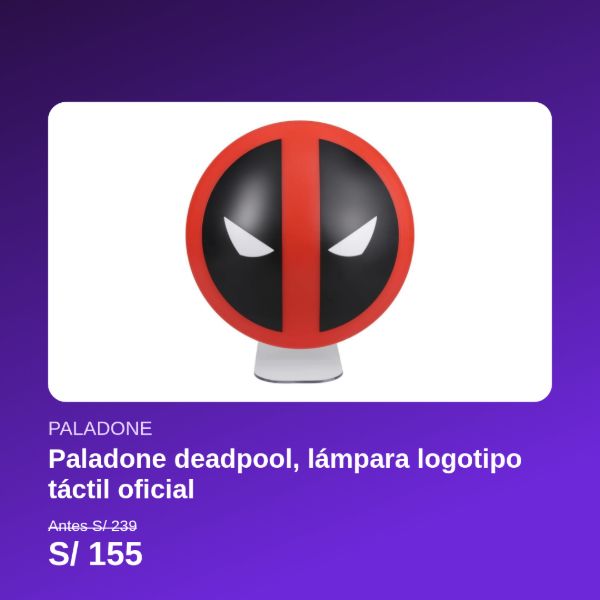 PALADONE
Paladone deadpool, lámpara logotipo
táctil oficial
Antes S/ 239
S/ 155